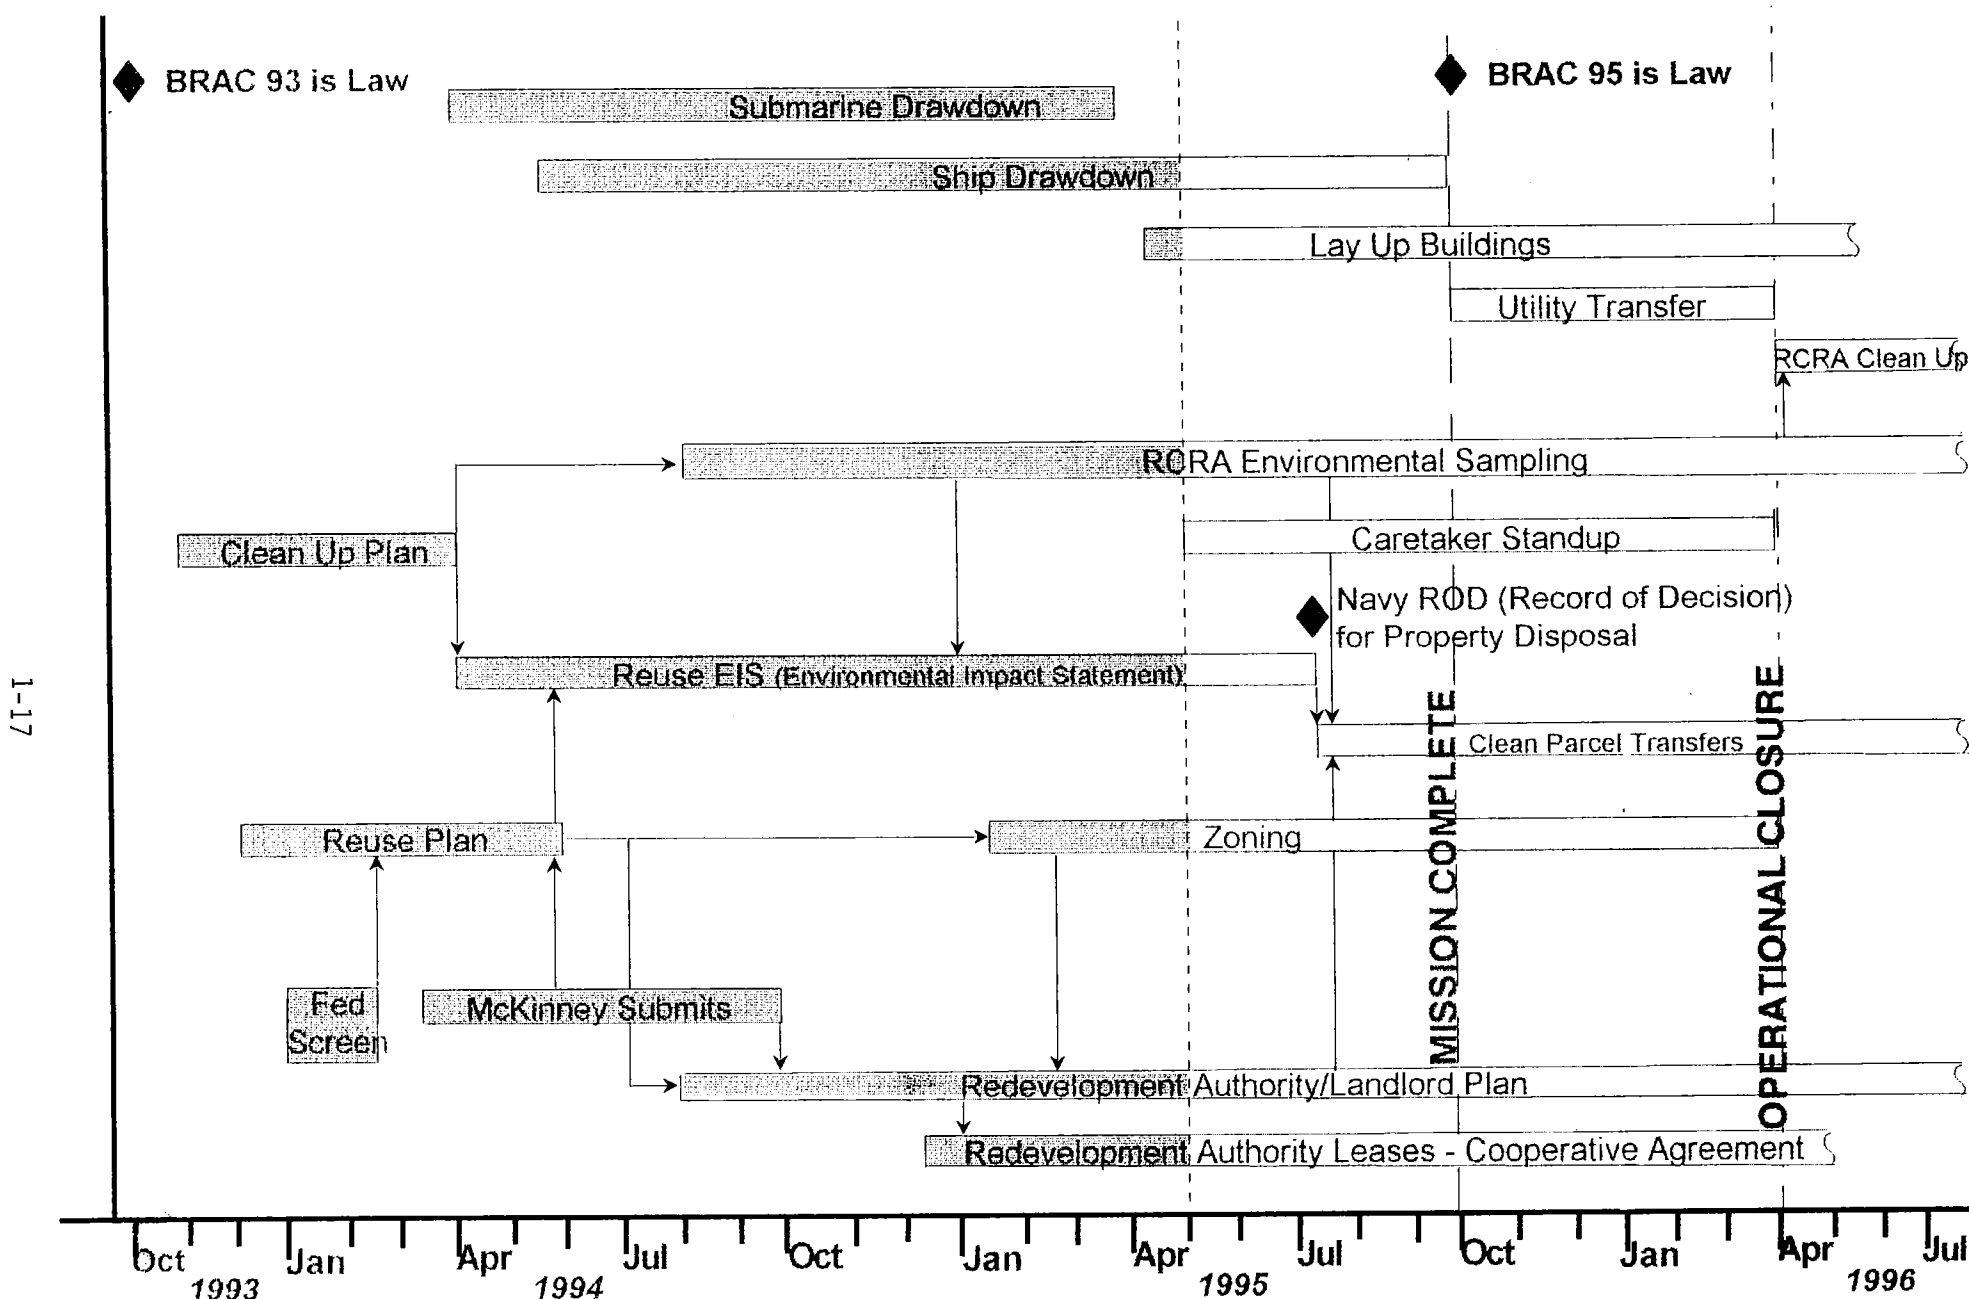 BRAC 93 is Law
BRAC 95 is Law
Submarine Drawdown
Ship Drawdown
Lay Up Buildings
Utility Transfer
RCRA Clean Up
RCRA Environmental Sampling
Caretaker Standup
Clean Up Plan
Navy ROD (Record of Decision)
for Property Disposal
Reuse EIS (Environmental Impact Statement)
1-17
MISSION COMPLETE
OPERATIONAL CLOSURE
Clean Parcel Transfers
Reuse Plan
Zoning
Fed
Screen
McKinney Submits
Redevelopment Authority/Landlord Plan
Redevelopment Authority Leases - Cooperative Agreement
Oct Jan Apr Jul Oct Jan Apr Jul Oct Jan Apr Jul
1993 1994 1995 1996